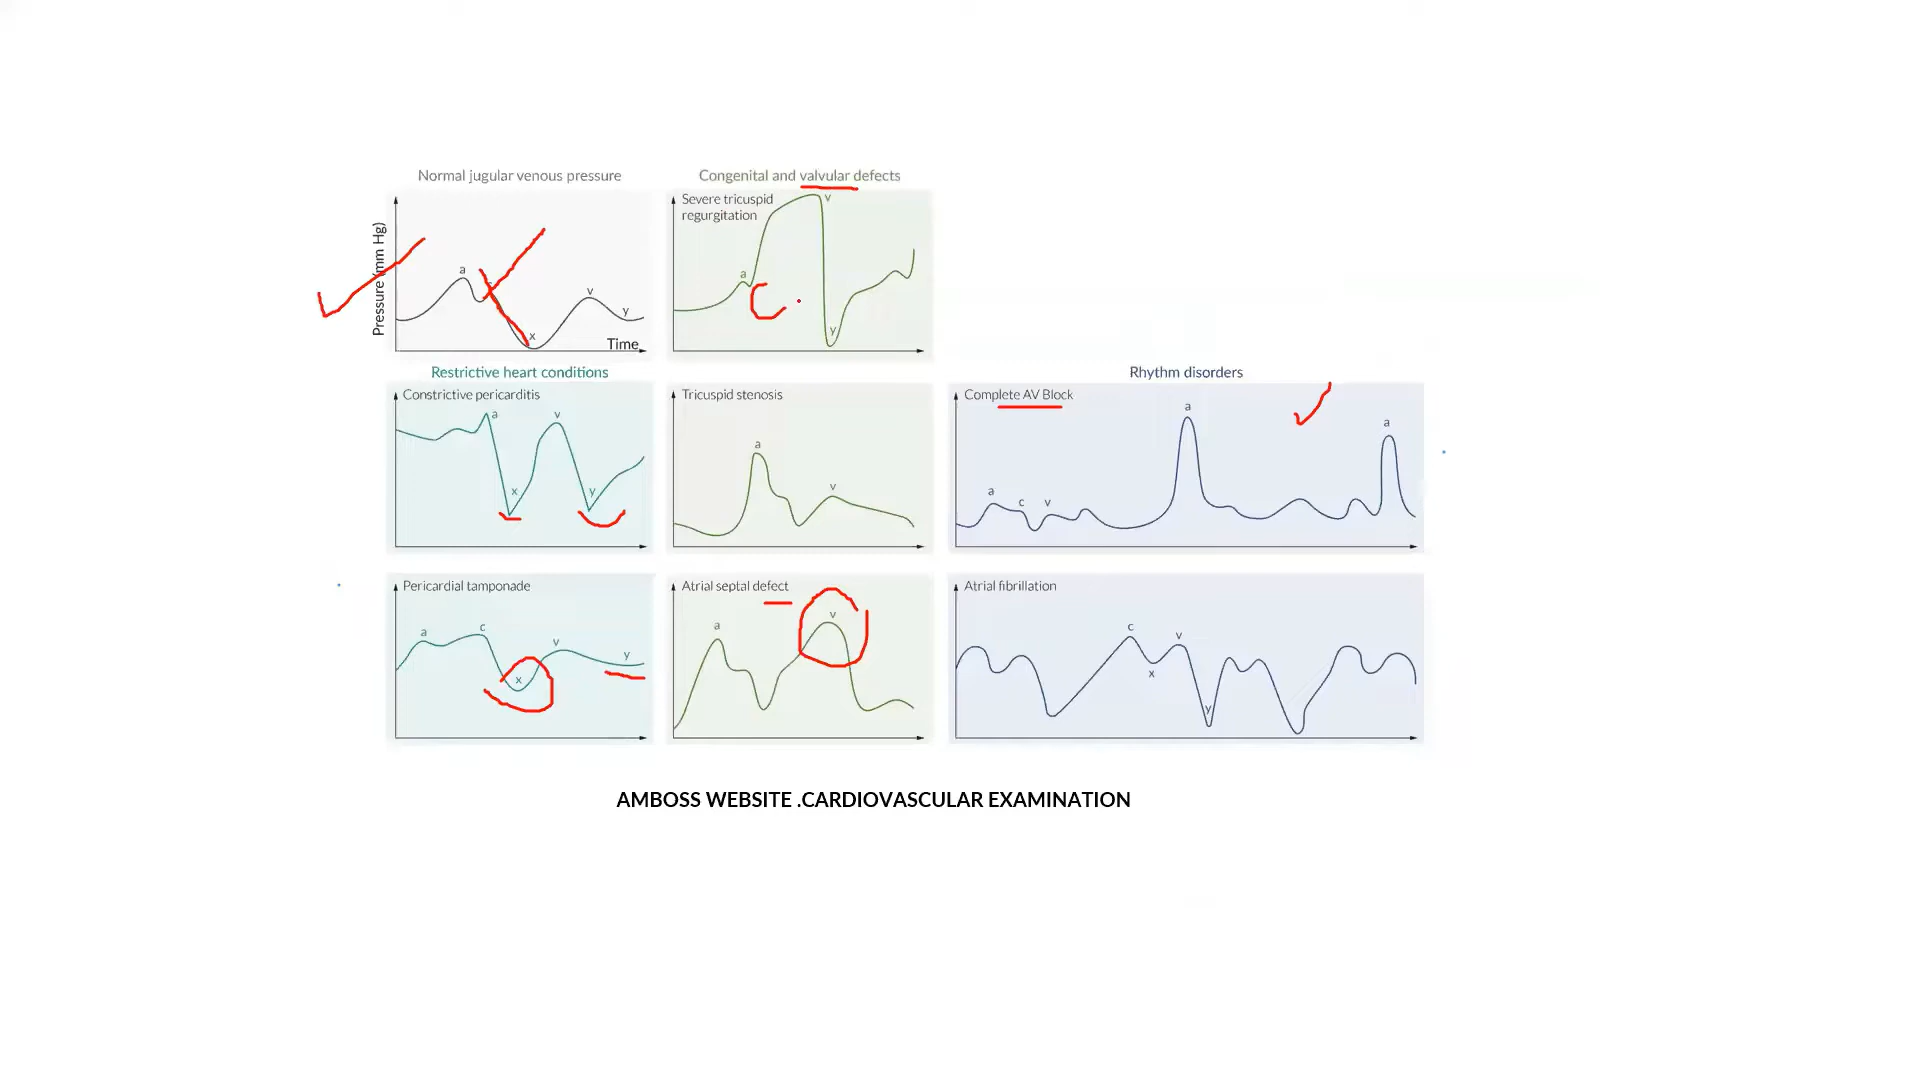 Normal jugular venous pressure
Pressure (mm Hg)
a
x
v
y
Time
Congenital and valvular defects
Severe tricuspid
regurgitation
a
v
y
C
Restrictive heart conditions
Constrictive pericarditis
a
v
x
y
Tricuspid stenosis
a
v
Rhythm disorders
Complete AV Block
a
c
v
a
a
Pericardial tamponade
a
c
x
v
y
Atrial septal defect
a
v
Atrial fibrillation
c
v
x
y
AMBOSS WEBSITE .CARDIOVASCULAR EXAMINATION